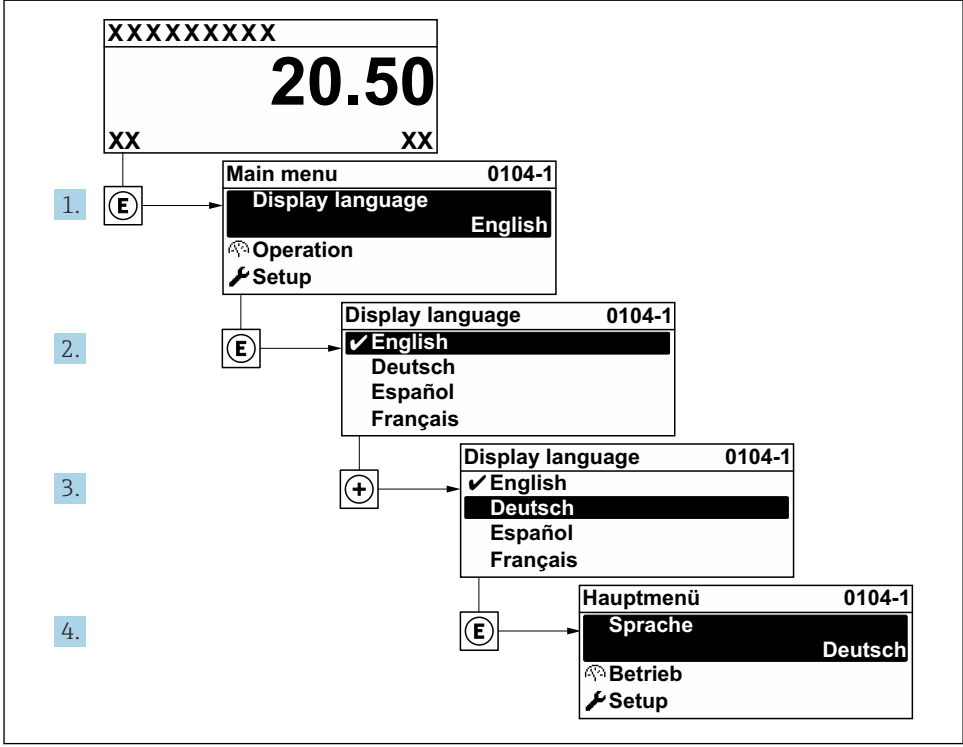 XXXXXXXXX
20.50
XX XX
1.
E
Main menu 0104-1
Display language
English
Operation
Setup
2.
E
Display language 0104-1
✔ English
Deutsch
Español
Français
3.
+
Display language 0104-1
✔ English
Deutsch
Español
Français
4.
E
Hauptmenü 0104-1
Sprache
Deutsch
Betrieb
Setup